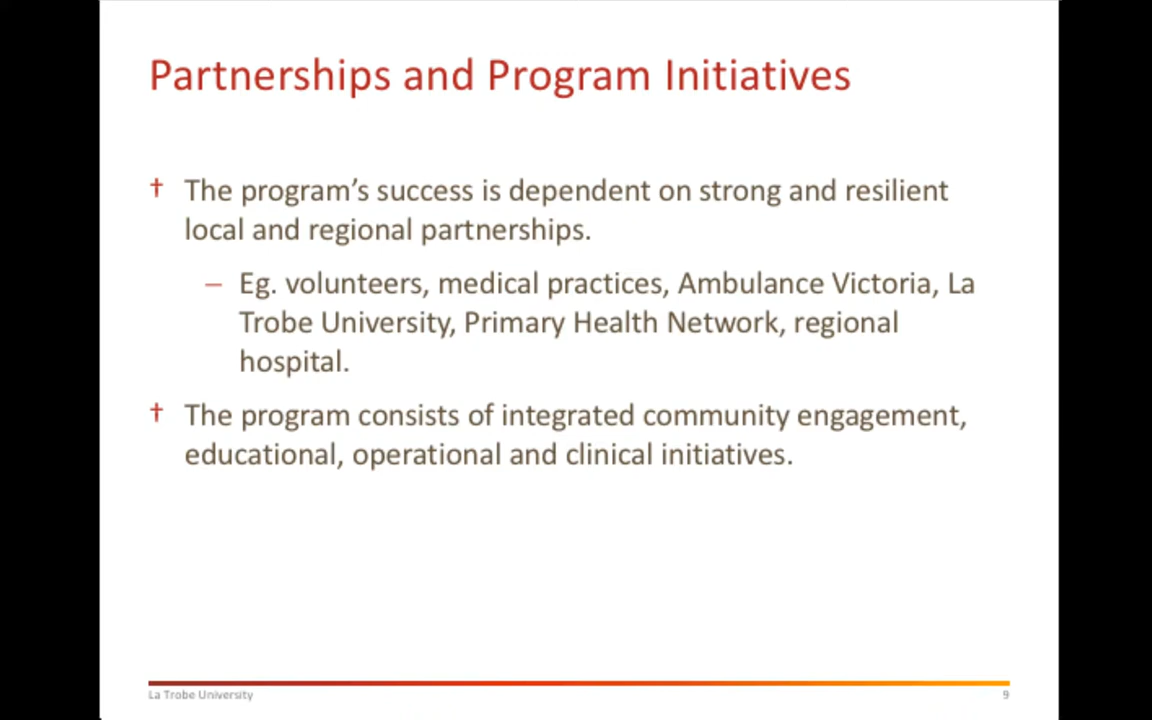 Partnerships and Program Initiatives
† The program’s success is dependent on strong and resilient
local and regional partnerships.
– Eg. volunteers, medical practices, Ambulance Victoria, La
Trobe University, Primary Health Network, regional
hospital.
† The program consists of integrated community engagement,
educational, operational and clinical initiatives.
La Trobe University
9